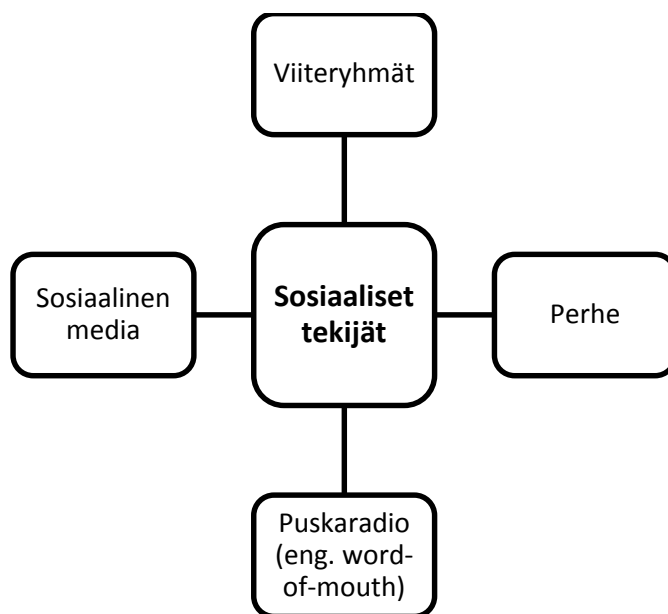 Viiteryhmät
Sosiaalinen
media
Sosiaaliset
tekijät
Perhe
Puskaradio
(eng. word-
of-mouth)